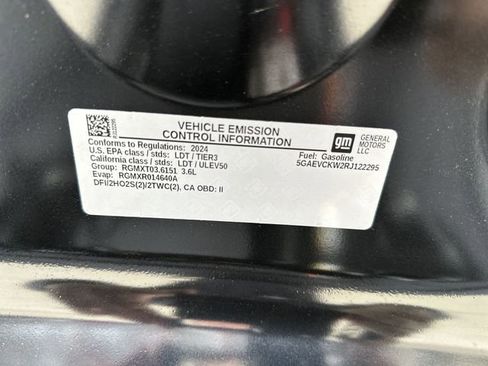 VEHICLE EMISSION
CONTROL INFORMATION
Conforms to Regulations: 2024
U.S. EPA class / stds: LDT / TIER3
California class / stds: LDT / ULEV50
Group: RGMXT03.6151 3.6L
Evap: RGMXR014640A
DFI/2HO2S(2)/2TWC(2), CA OBD: II
gm
GENERAL
MOTORS
LLC
Fuel: Gasoline
5GAEVCKW2RJ122295